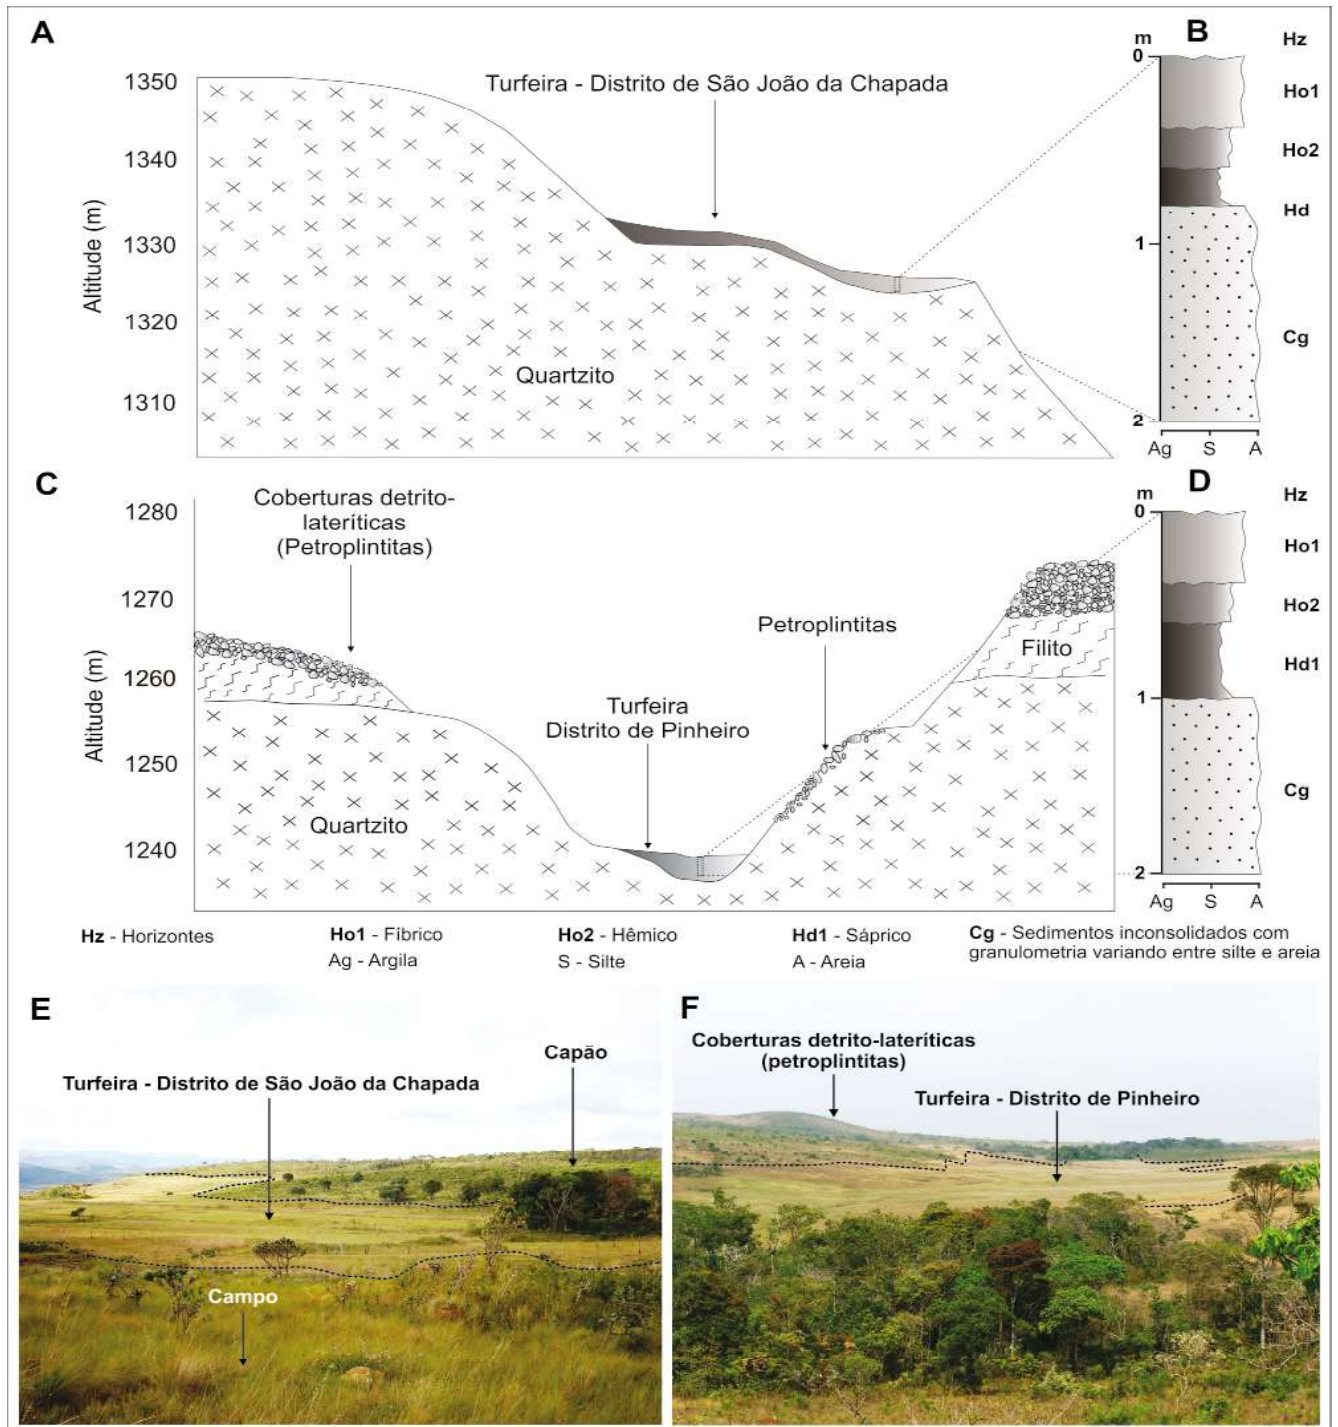 A
B
m
Hz
0
Ho1
Ho2
Hd
1
Cg
2
Ag S A
Turfeira - Distrito de São João da Chapada
1350
1340
1330
1320
1310
Altitude (m)
Quartzito
C
D
m
Hz
0
Ho1
Ho2
Hd1
1
Cg
2
Ag S A
Coberturas detrito-
lateríticas
(Petroplintitas)
1280
1270
1260
1250
1240
Altitude (m)
Petroplintitas
Filito
Turfeira
Distrito de Pinheiro
Quartzito
Hz - Horizontes
Ho1 - Fíbrico
Ag - Argila
Ho2 - Hêmico
S - Silte
Hd1 - Sáprico
A - Areia
Cg - Sedimentos inconsolidados com
granulometria variando entre silte e areia
E
Capão
Turfeira - Distrito de São João da Chapada
Campo
F
Coberturas detrito-lateríticas
(petroplintitas)
Turfeira - Distrito de Pinheiro